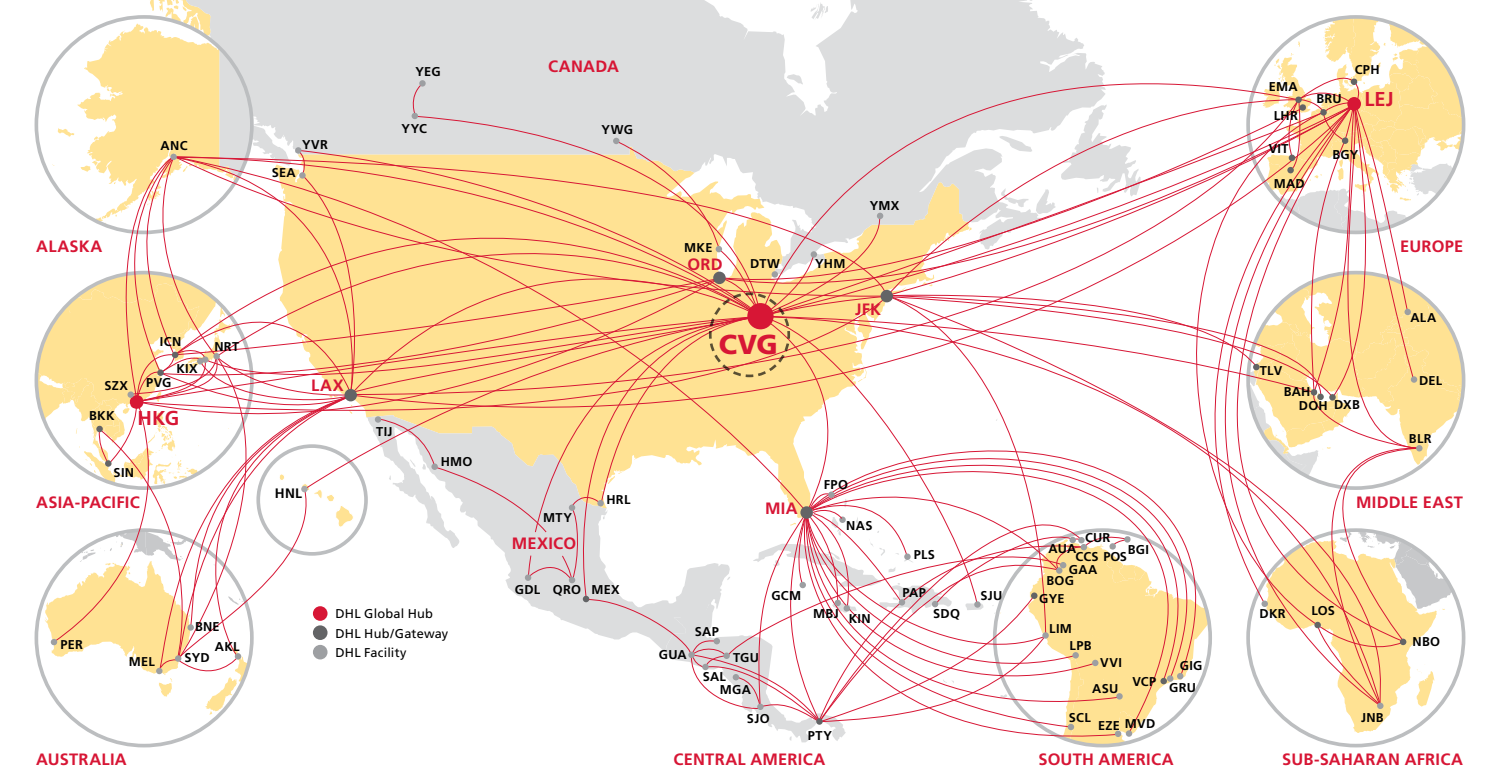 CANADA
YEG
YYC
YWG
YVR
SEA
ANC
ALASKA
YMX
MKE
ORD
DTW
YHM
JFK
CVG
CPH
EMA
BRU
LEJ
LHR
VIT
BGY
MAD
EUROPE
ICN
NRT
KIX
PVG
SZX
HKG
BKK
SIN
ASIA-PACIFIC
LAX
TIJ
HMO
HNL
HRL
MTY
MEXICO
GDL
QRO
MEX
MIA
FPO
NAS
PLS
GCM
MBJ
KIN
PAP
SDQ
SJU
ALA
TLV
DEL
BAH
DOH
DXB
BLR
MIDDLE EAST
PER
BNE
MEL
SYD
AKL
AUSTRALIA
DHL Global Hub
DHL Hub/Gateway
DHL Facility
SAP
GUA
TGU
SAL
MGA
SJO
PTY
CENTRAL AMERICA
CUR
AUA
BGI
CCS
POS
GAA
BOG
GYE
LIM
LPB
VVI
GIG
VCP
GRU
ASU
SCL
EZE
MVD
SOUTH AMERICA
DKR
LOS
NBO
JNB
SUB-SAHARAN AFRICA